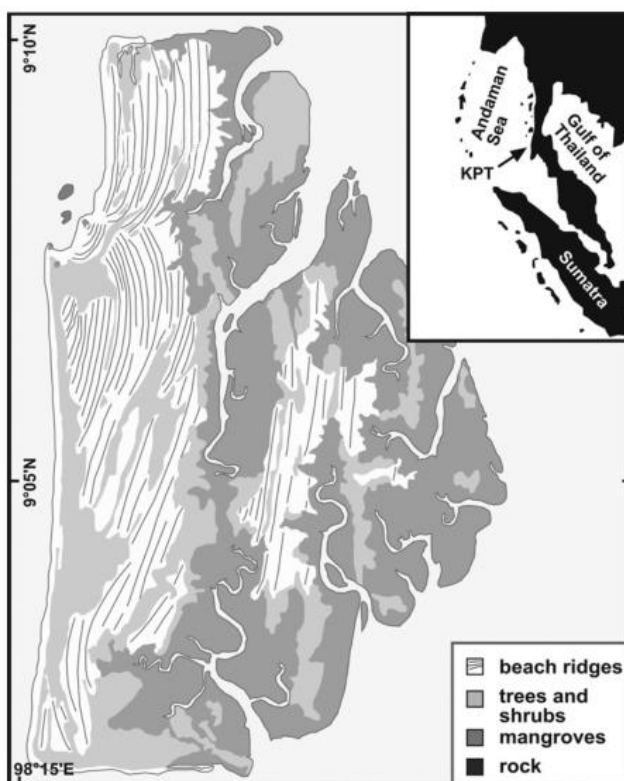 9°10'N
Andaman
Sea
Gulf of
Thailand
KPT
Sumatra
9°05'N
beach ridges
trees and
shrubs
mangroves
rock
98°15'E